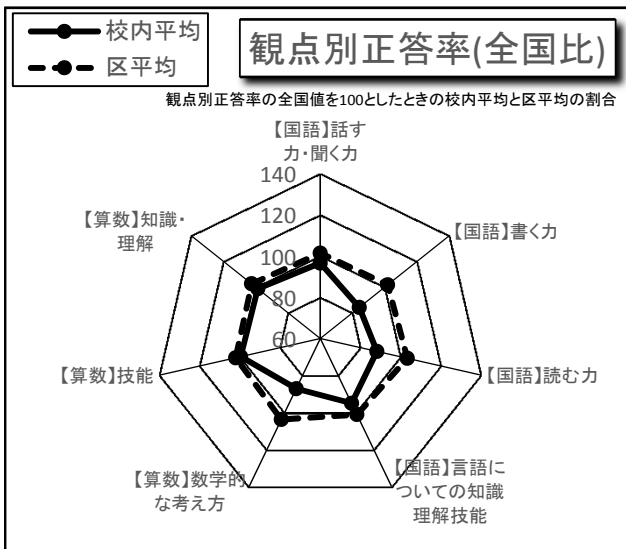 校内平均
区平均
観点別正答率(全国比)
観点別正答率の全国値を100としたときの校内平均と区平均の割合
【国語】話す
力・聞く力
140
120
100
80
60
【算数】知識・
理解
【国語】書く力
【算数】技能
【国語】読む力
【算数】数学的
な考え方
【国語】言語に
ついての知識
理解技能